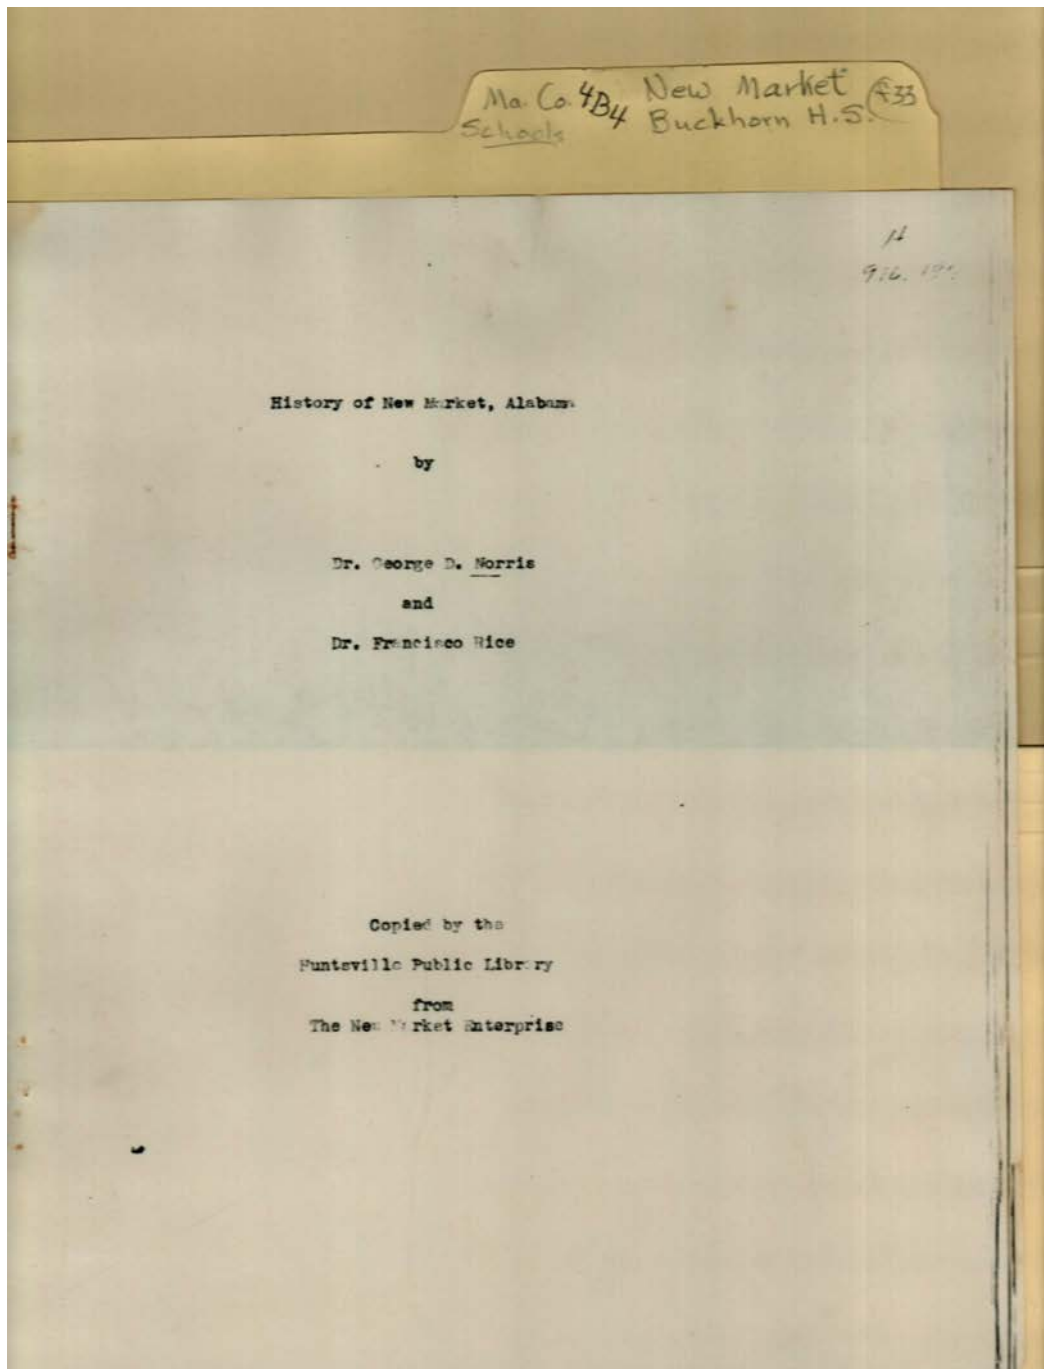 Ma. Co. 4B4 New Market F33
Schools Buckhorn H.S.
H
History of New Market, Alabama
by
Dr. George D. Norris
and
Dr. Francisco Rice
Copied by the
Huntsville Public Library
from
The New Market Enterprise